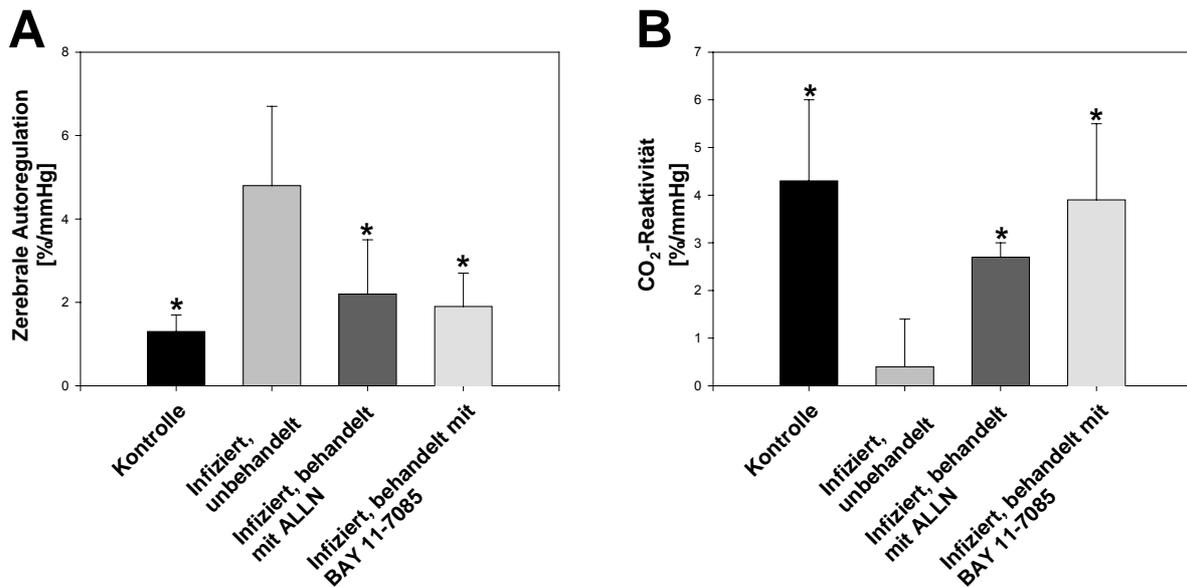 A
Zerebrale Autoregulation
[%/mmHg]
8
6
4
2
0
*
*
*
Kontrolle
Infiziert,
unbehandelt
Infiziert, behandelt
mit ALLN
Infiziert, behandelt mit
BAY 11-7085
B
CO₂-Reaktivität
[%/mmHg]
7
6
5
4
3
2
1
0
*
*
*
Kontrolle
Infiziert,
unbehandelt
Infiziert, behandelt
mit ALLN
Infiziert, behandelt mit
BAY 11-7085